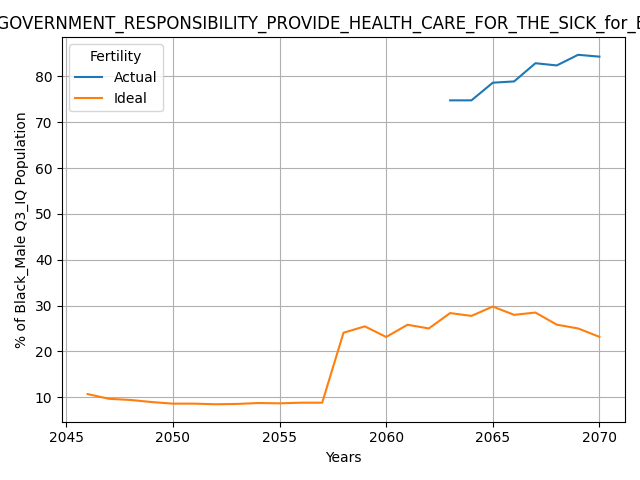 GOVERNMENT_RESPONSIBILITY_PROVIDE_HEALTH_CARE_FOR_THE_SICK_for_
Fertility
Actual
Ideal
% of Black_Male Q3_IQ Population
80
70
60
50
40
30
20
10
2045 2050 2055 2060 2065 2070
Years